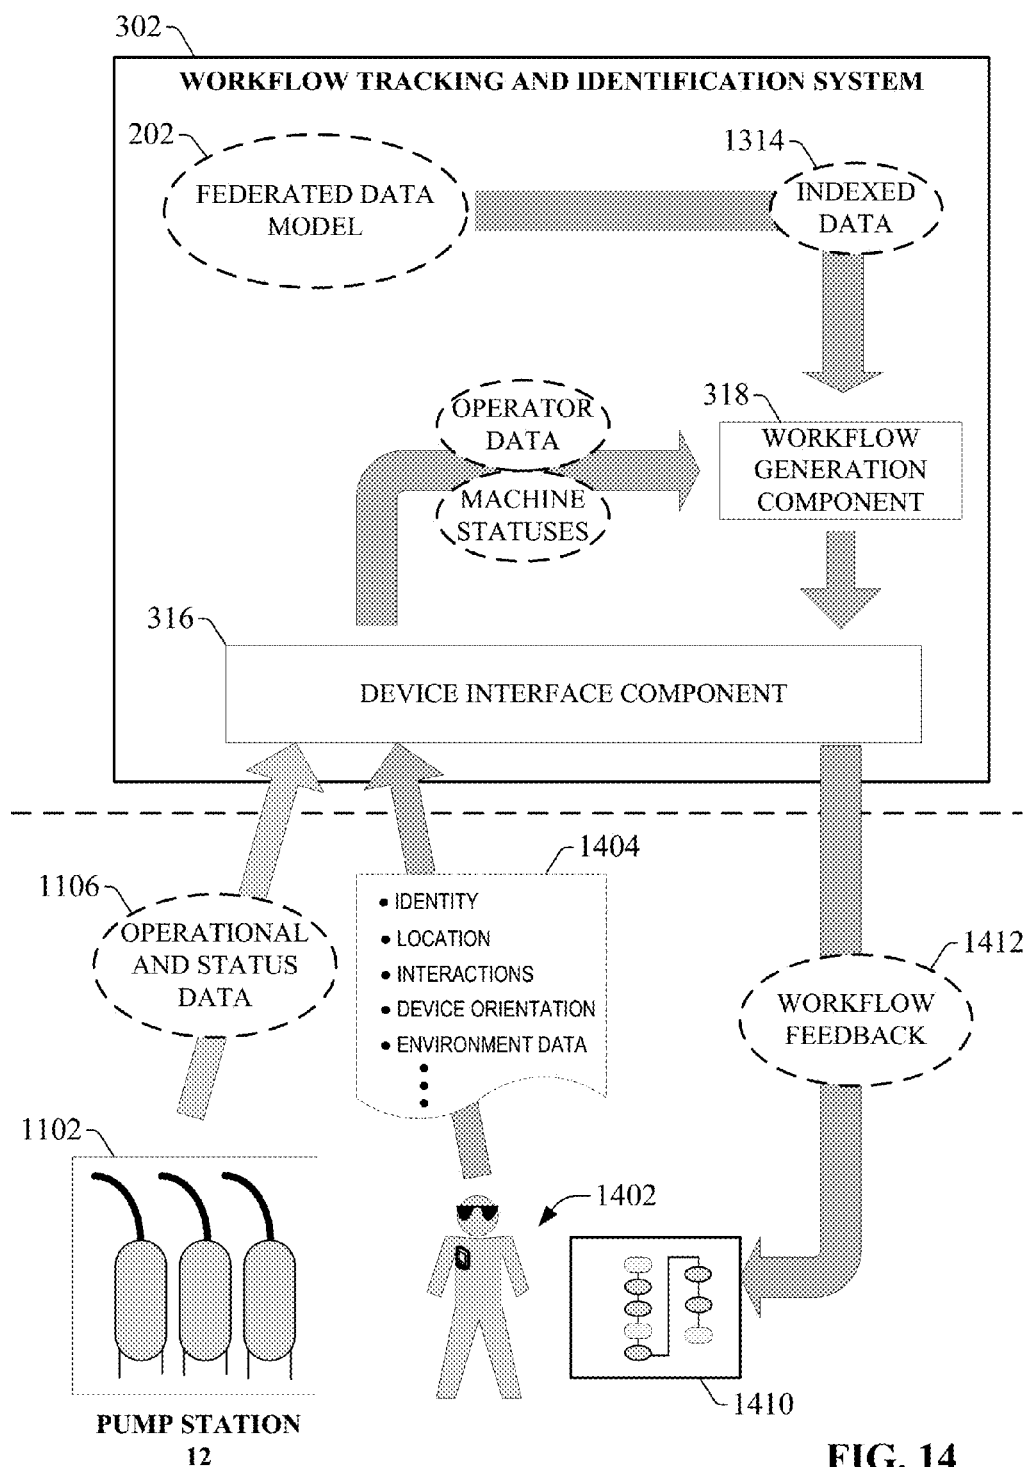 302
WORKFLOW TRACKING AND IDENTIFICATION SYSTEM
202
FEDERATED DATA
MODEL
1314
INDEXED
DATA
OPERATOR
DATA
MACHINE
STATUSES
318
WORKFLOW
GENERATION
COMPONENT
316
DEVICE INTERFACE COMPONENT
1106
OPERATIONAL
AND STATUS
DATA
1404
• IDENTITY
• LOCATION
• INTERACTIONS
• DEVICE ORIENTATION
• ENVIRONMENT DATA
1412
WORKFLOW
FEEDBACK
1102
1402
1410
PUMP STATION
12
FIG. 14